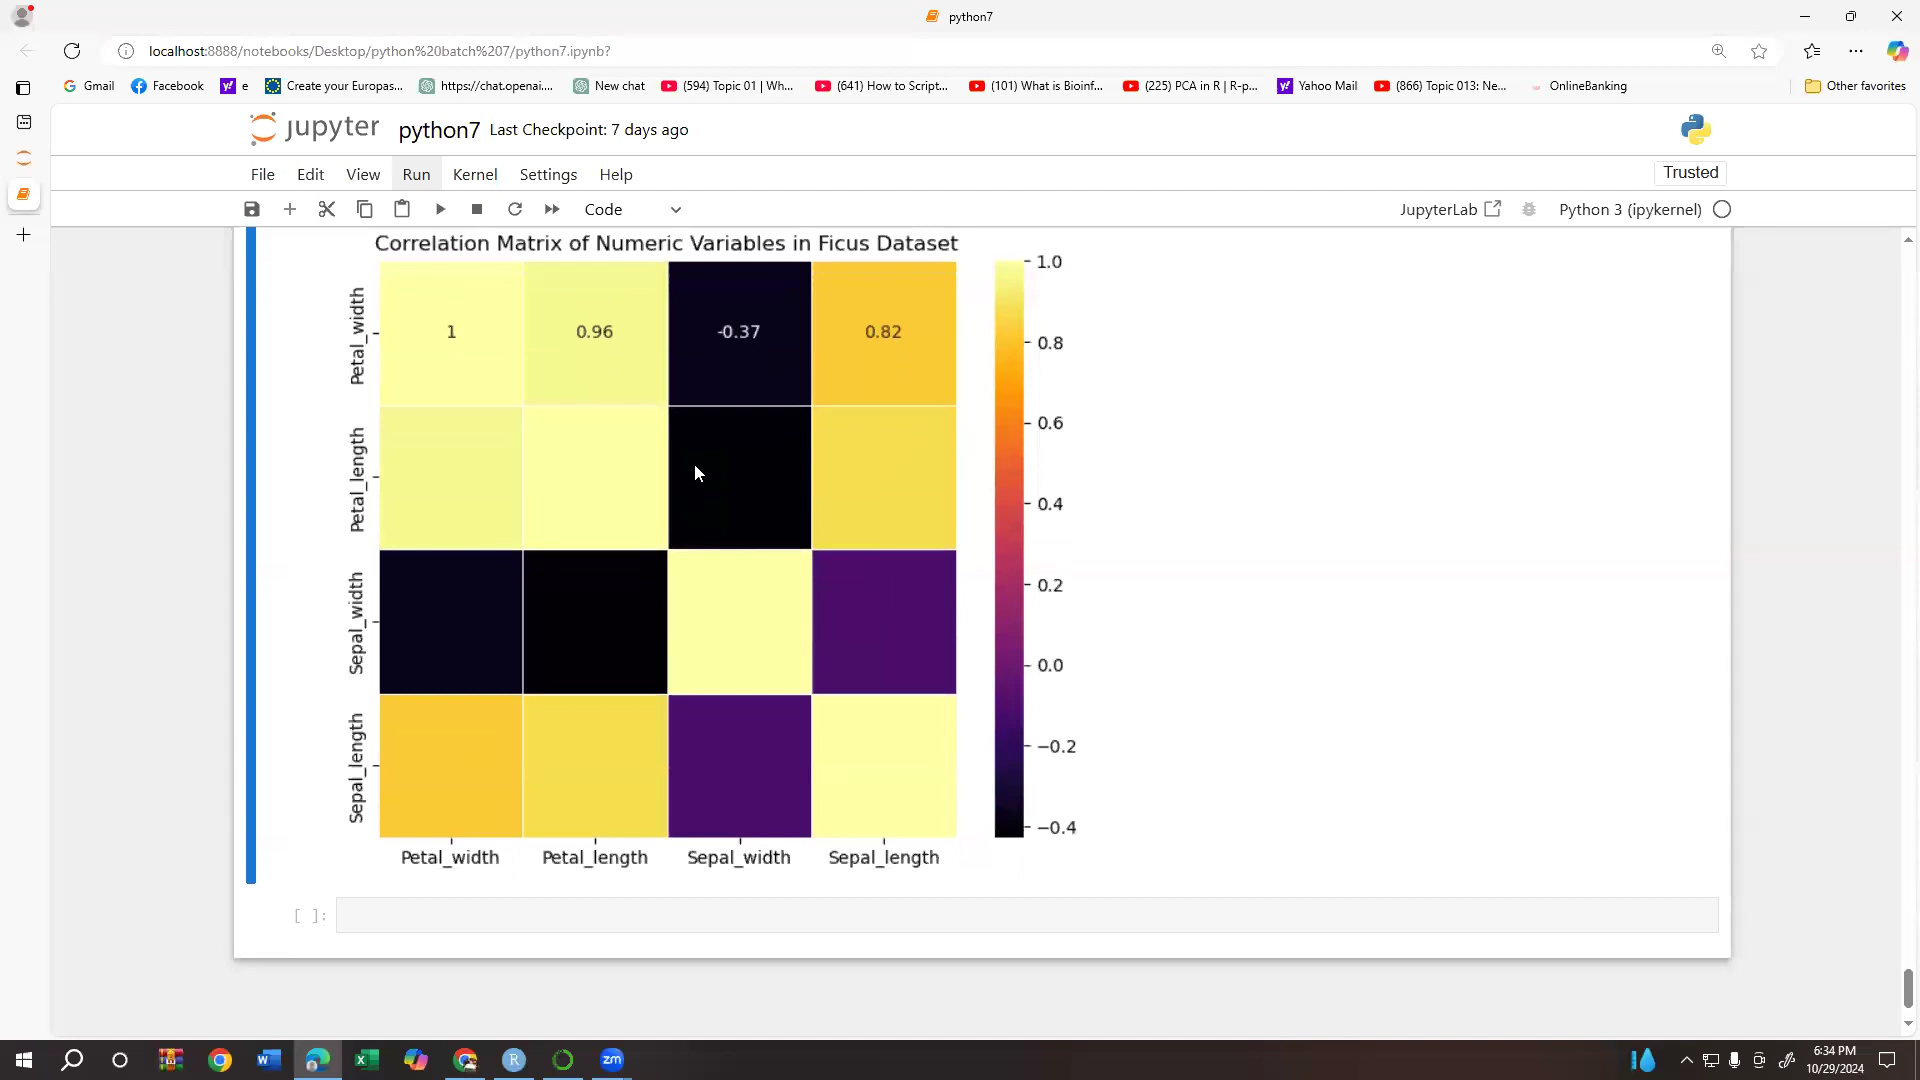 python7
localhost:8888/notebooks/Desktop/python%20batch%207/python7.ipynb?
Gmail
Facebook
e
Create your Europas...
https://chat.openai....
New chat
(594) Topic 01 | Wh...
(641) How to Script...
(101) What is Bioinf...
(225) PCA in R | R-p...
Yahoo Mail
(866) Topic 013: Ne...
OnlineBanking
Other favorites
jupyter python7 Last Checkpoint: 7 days ago
File Edit View Run Kernel Settings Help
Trusted
Code
JupyterLab
Python 3 (ipykernel)
Correlation Matrix of Numeric Variables in Ficus Dataset
Petal_width
1 0.96 -0.37 0.82
Petal_length
Sepal_width
Sepal_length
Petal_width Petal_length Sepal_width Sepal_length
1.0
0.8
0.6
0.4
0.2
0.0
−0.2
−0.4
[ ]:
zm
6:34 PM
10/29/2024